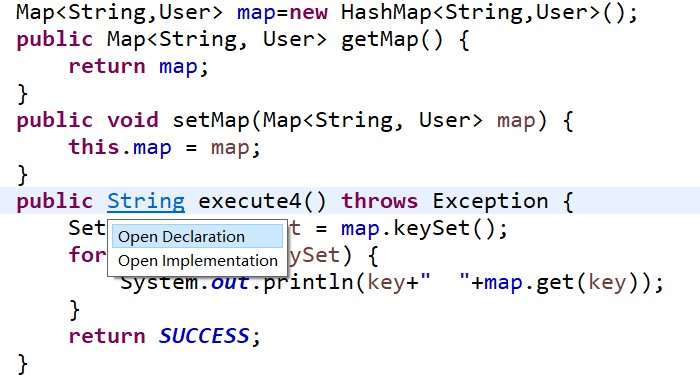 Map<String,User> map=new HashMap<String,User>();
public Map<String, User> getMap() {
return map;
}
public void setMap(Map<String, User> map) {
this.map = map;
}
public String execute4() throws Exception {
Set t = map.keySet();
Open Declaration
for ySet) {
Open Implementation
System.out.println(key+"  "+map.get(key));
}
return SUCCESS;
}